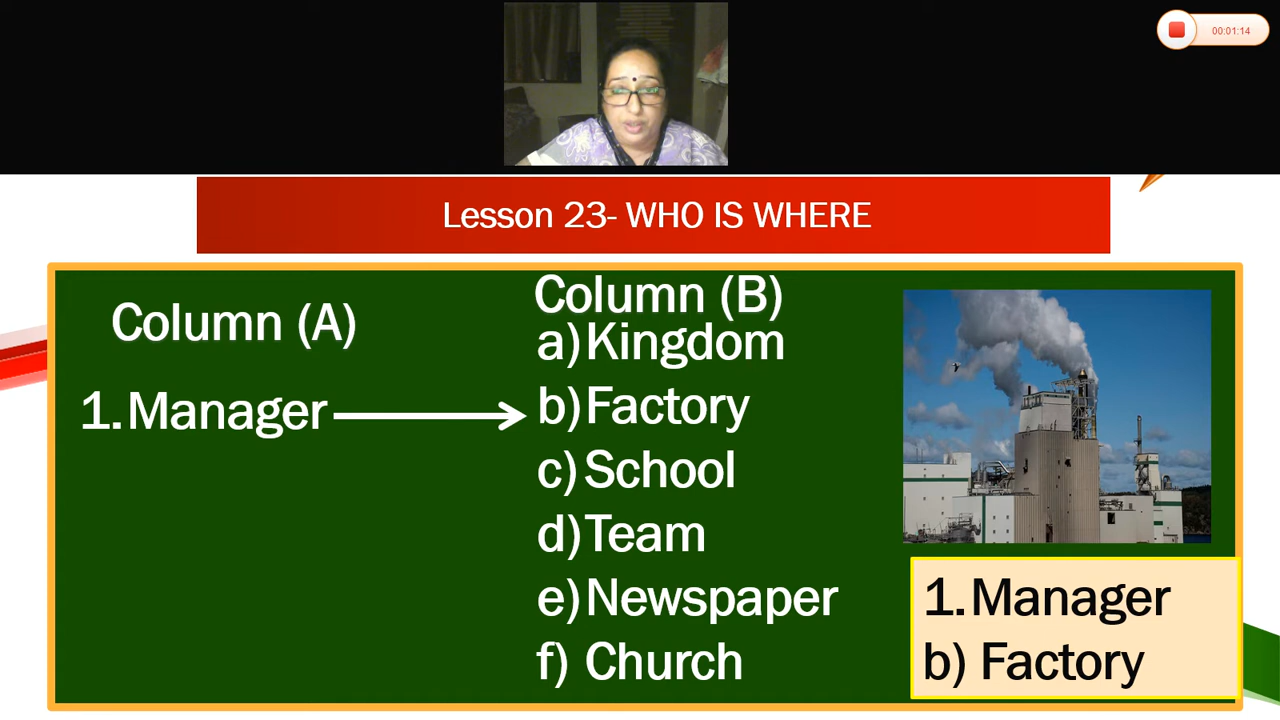 00:01:14
Lesson 23- WHO IS WHERE
Column (A)
1.Manager
Column (B)
a)Kingdom
b)Factory
c)School
d)Team
e)Newspaper
f) Church
1.Manager
b) Factory